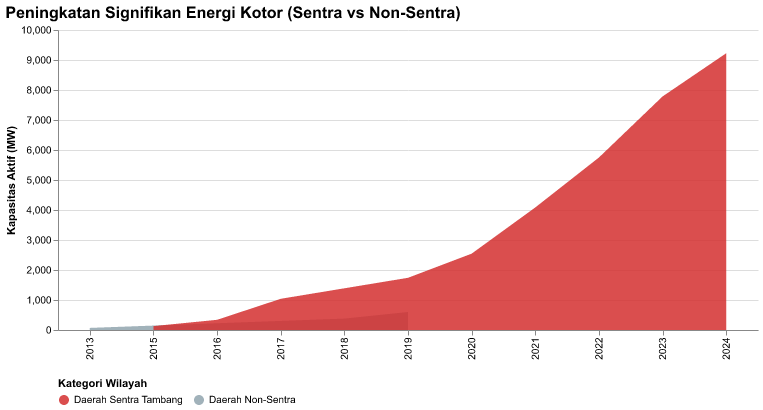 Peningkatan Signifikan Energi Kotor (Sentra vs Non-Sentra)
10,000
9,000
8,000
7,000
6,000
5,000
4,000
3,000
2,000
1,000
0
Kapasitas Aktif (MW)
2013 2015 2016 2017 2018 2019 2020 2021 2022 2023 2024
Kategori Wilayah
Daerah Sentra Tambang Daerah Non-Sentra